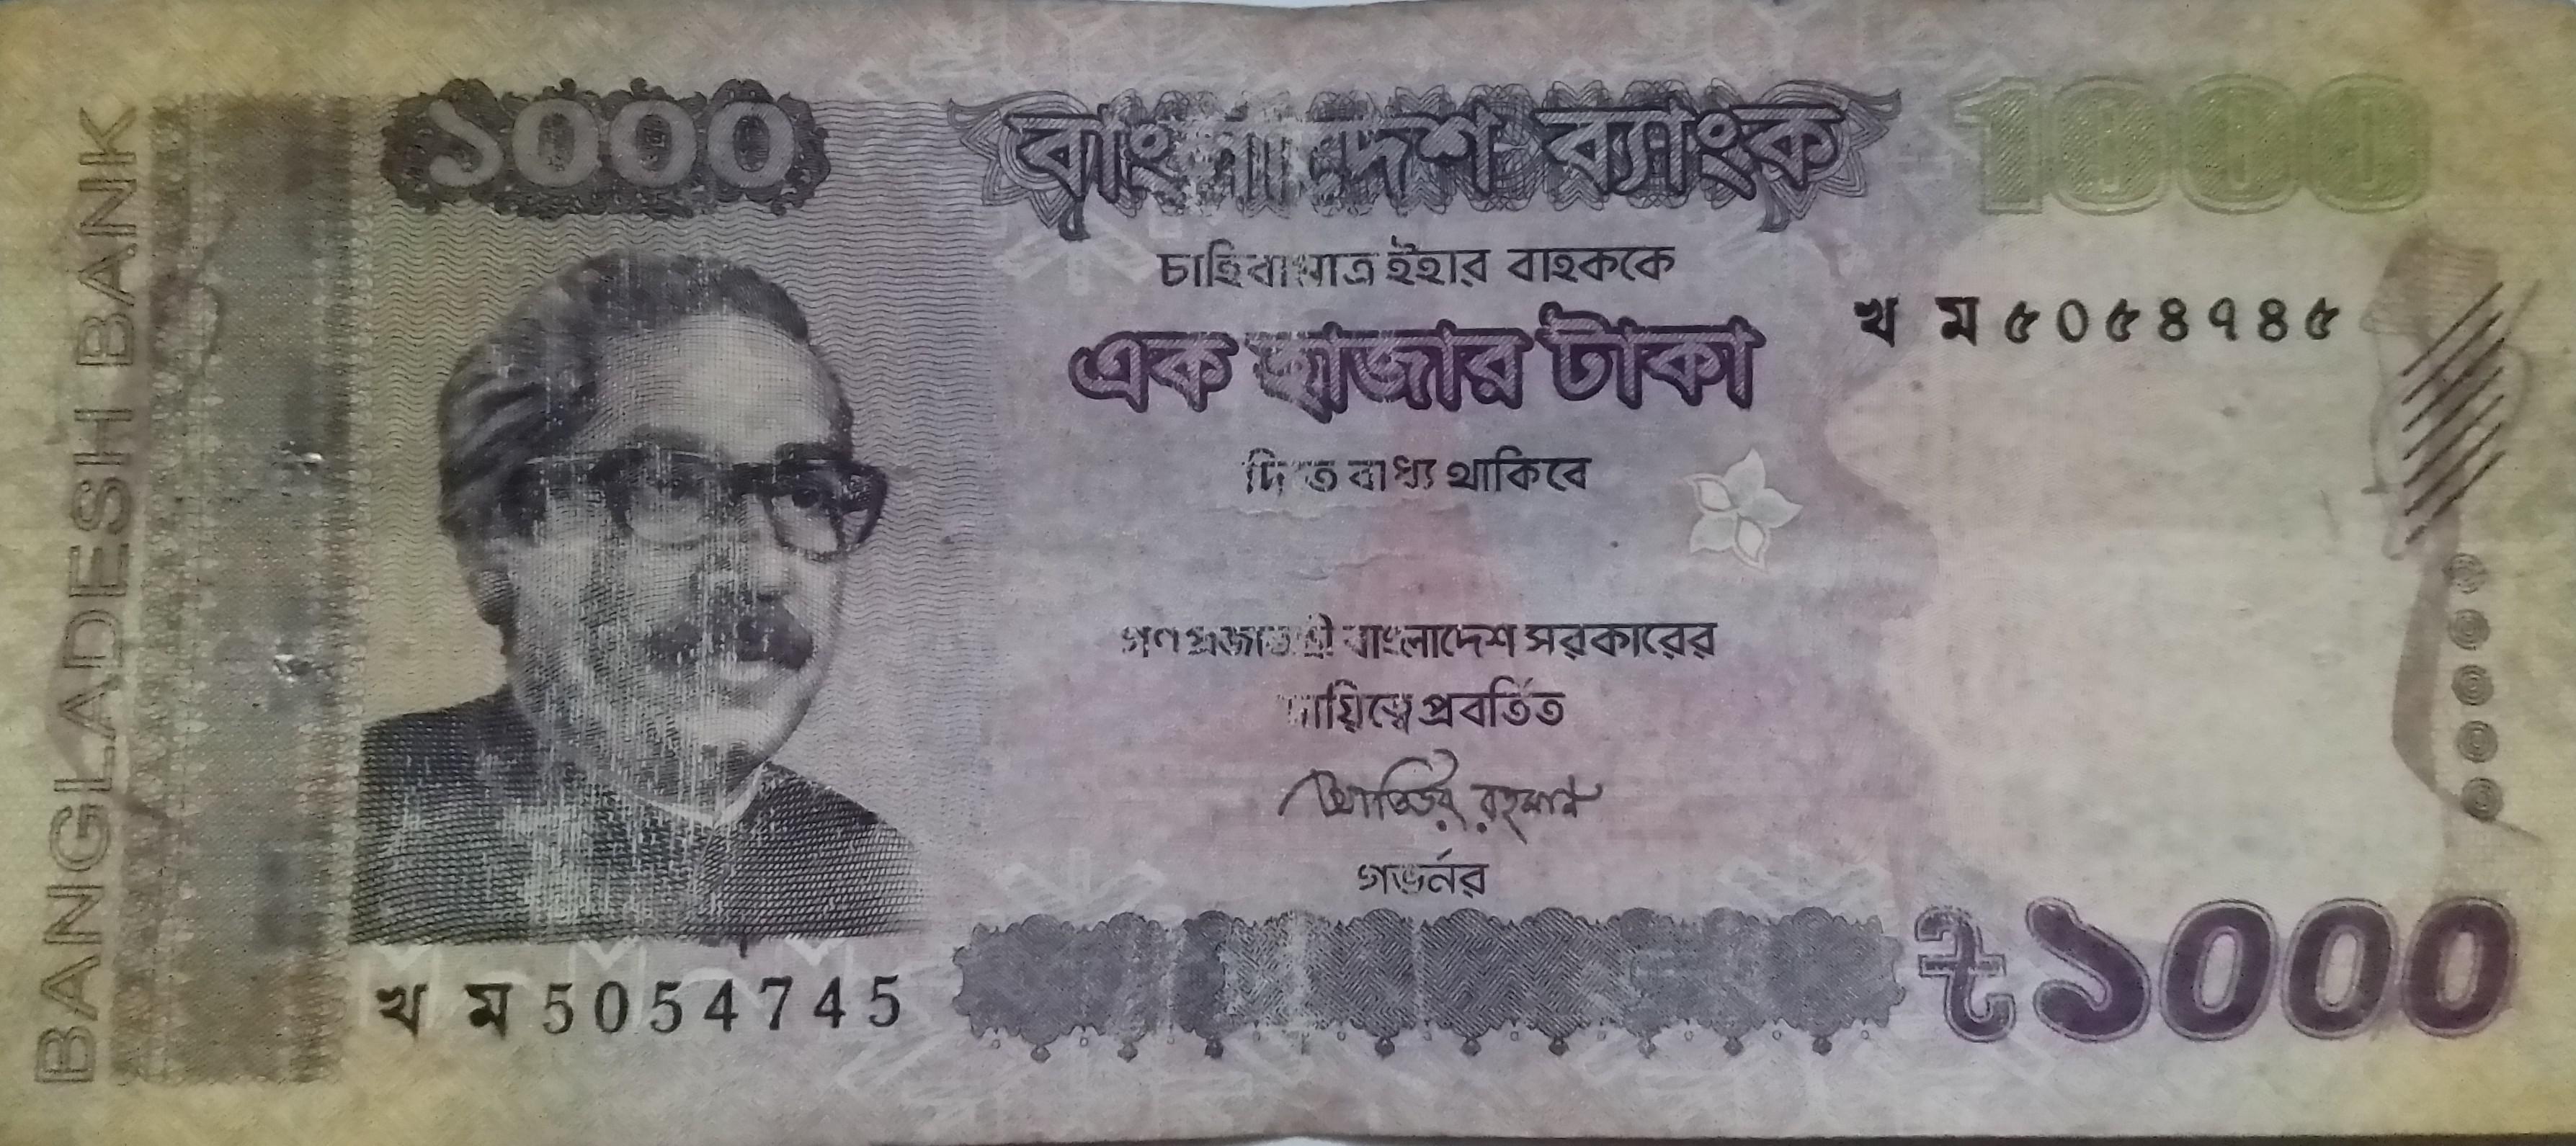 BANGLADESH BANK
১০০০
বাংলাদেশ ব্যাংক
1000
চাহিবামাত্র ইহার বাহককে
খ ম ৫০৫৪৭৪৫
এক হাজার টাকা
দিতে বাধ্য থাকিবে
গণপ্রজাতন্ত্রী বাংলাদেশ সরকারের
দায়িত্বে প্রবর্তিত
আতিউর রহমান
গভর্নর
খ ম 5054745
৳১০০০